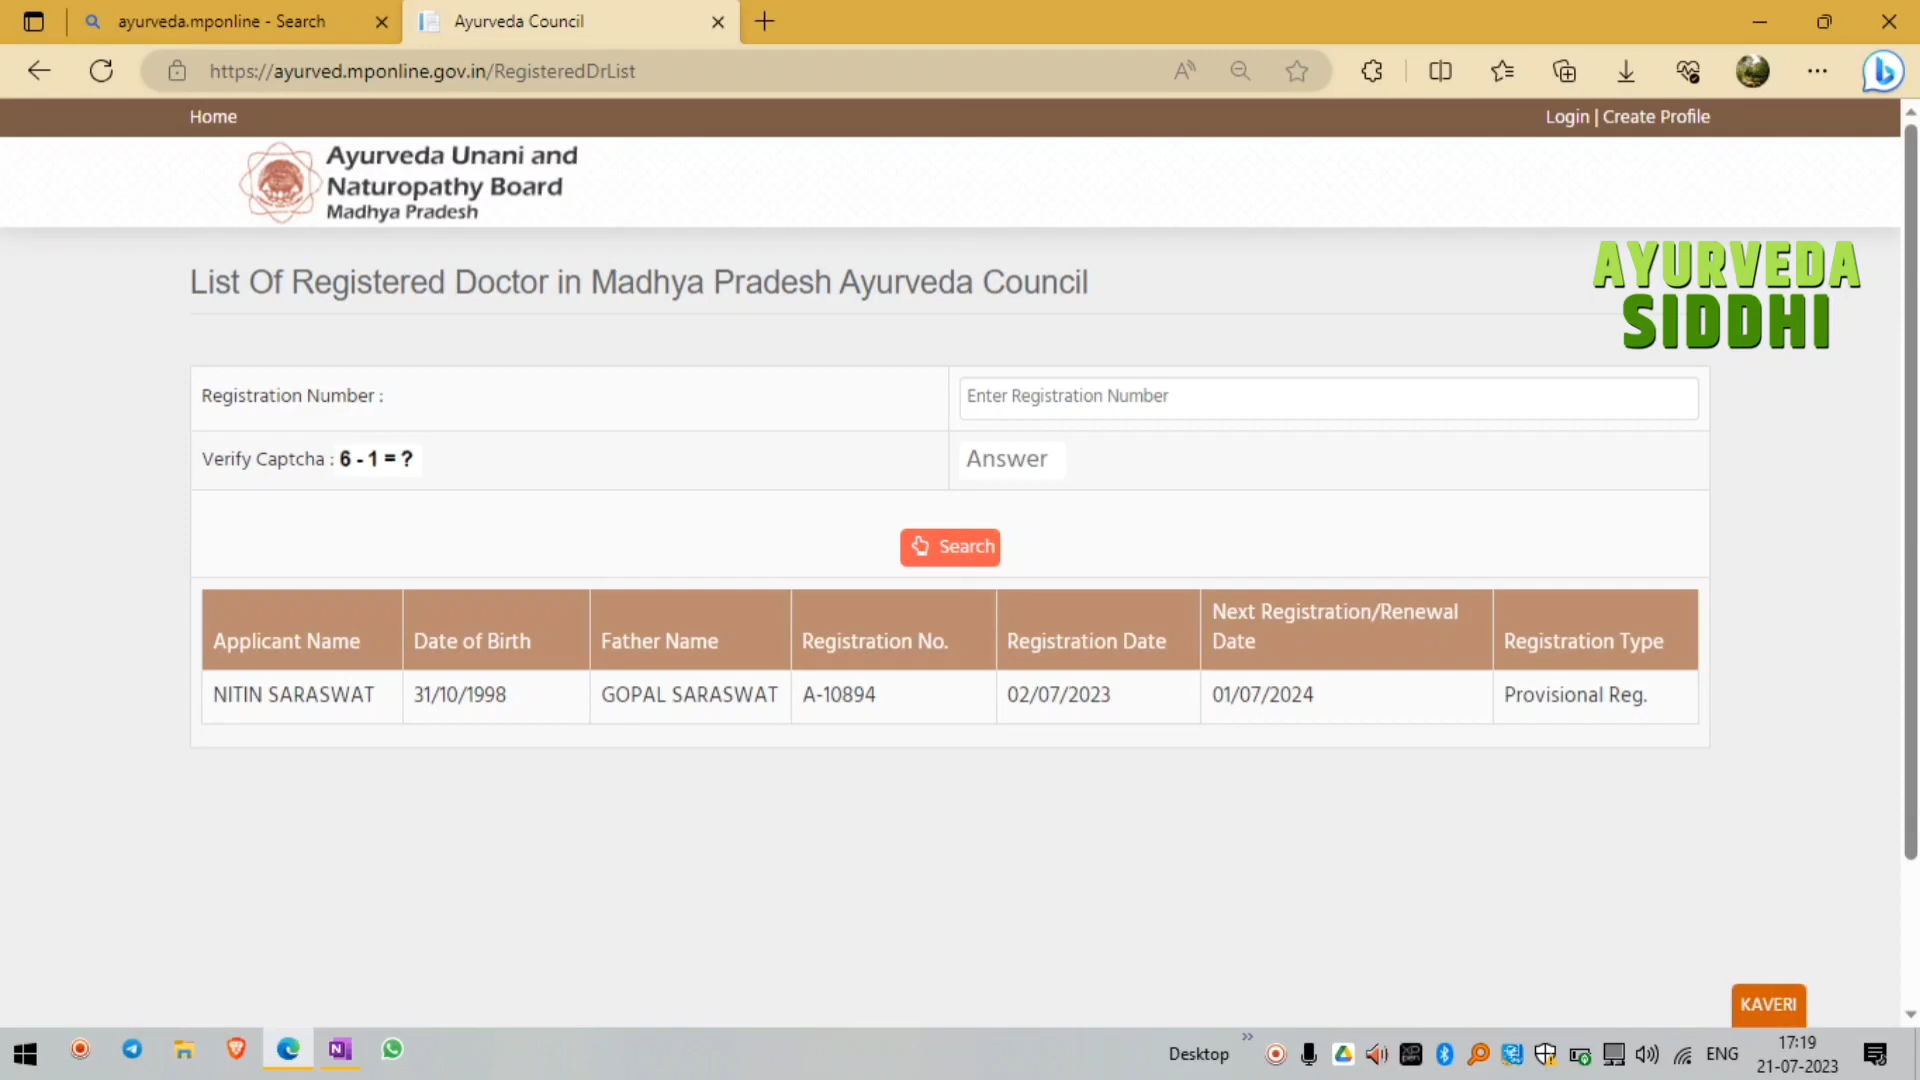 ayurveda.mponline - Search
Ayurveda Council
https://ayurved.mponline.gov.in/RegisteredDrList
Home
Login | Create Profile
Ayurveda Unani and
Naturopathy Board
Madhya Pradesh
AYURVEDA
SIDDHI
List Of Registered Doctor in Madhya Pradesh Ayurveda Council
Registration Number :
Enter Registration Number
Verify Captcha : 6 - 1 = ?
Answer
Search
Applicant Name
Date of Birth
Father Name
Registration No.
Registration Date
Next Registration/Renewal
Date
Registration Type
NITIN SARASWAT
31/10/1998
GOPAL SARASWAT
A-10894
02/07/2023
01/07/2024
Provisional Reg.
KAVERI
Desktop
ENG
17:19
21-07-2023